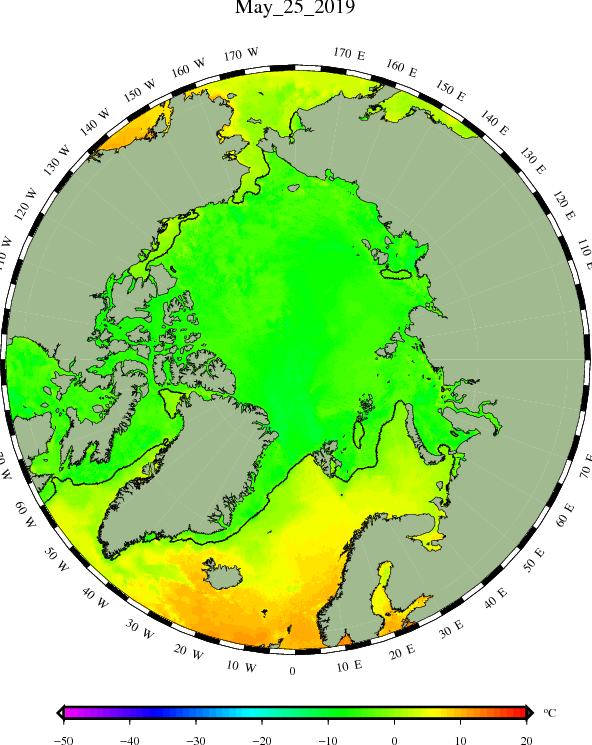 May_25_2019
170 W
170 E
160 W
160 E
150 W
150 E
140 W
140 E
130 W
130 E
120 W
120 E
110 E
70 E
60 W
60 E
50 W
50 E
40 W
40 E
30 W
30 E
20 W
20 E
10 W
0
10 E
°C
−50 −40 −30 −20 −10 0 10 20